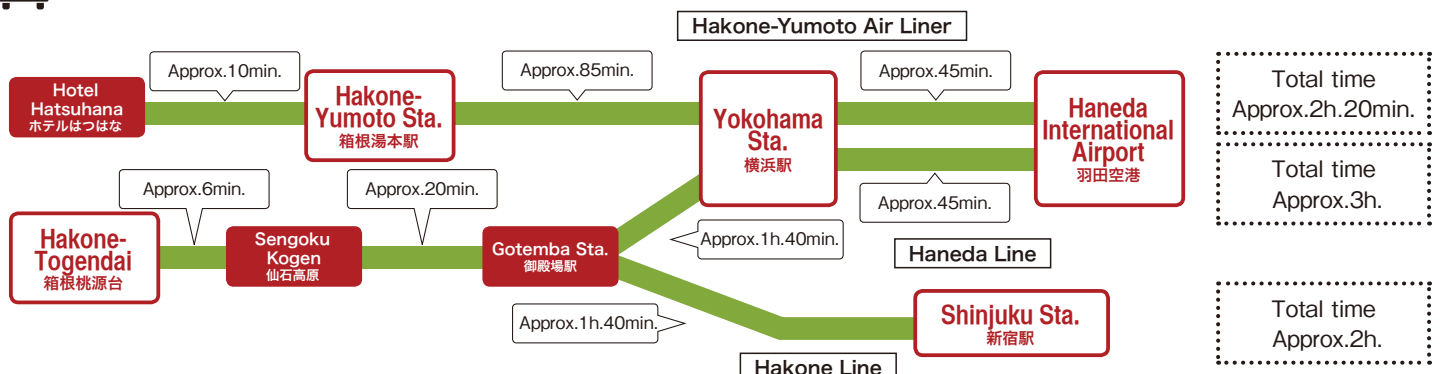 Hakone-Yumoto Air Liner
Hotel
Hatsuhana
ホテルはつはな
Approx.10min.
Hakone-
Yumoto Sta.
箱根湯本駅
Approx.85min.
Yokohama
Sta.
横浜駅
Approx.45min.
Haneda
International
Airport
羽田空港
Total time
Approx.2h.20min.
Hakone-
Togendai
箱根桃源台
Approx.6min.
Sengoku
Kogen
仙石高原
Approx.20min.
Gotemba Sta.
御殿場駅
Approx.1h.40min.
Approx.45min.
Haneda Line
Total time
Approx.3h.
Approx.1h.40min.
Shinjuku Sta.
新宿駅
Hakone Line
Total time
Approx.2h.